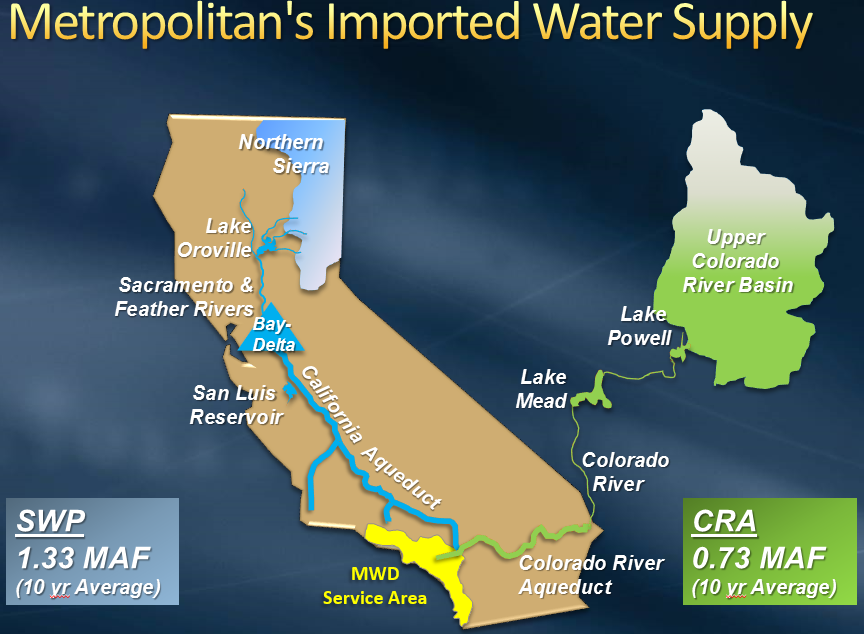 Metropolitan's Imported Water Supply
Northern
Sierra
Lake
Oroville
Sacramento &
Feather Rivers
Bay-
Delta
San Luis
Reservoir
California Aqueduct
Upper
Colorado
River Basin
Lake
Powell
Lake
Mead
Colorado
River
SWP
1.33 MAF
(10 yr Average)
MWD
Service Area
Colorado River
Aqueduct
CRA
0.73 MAF
(10 yr Average)